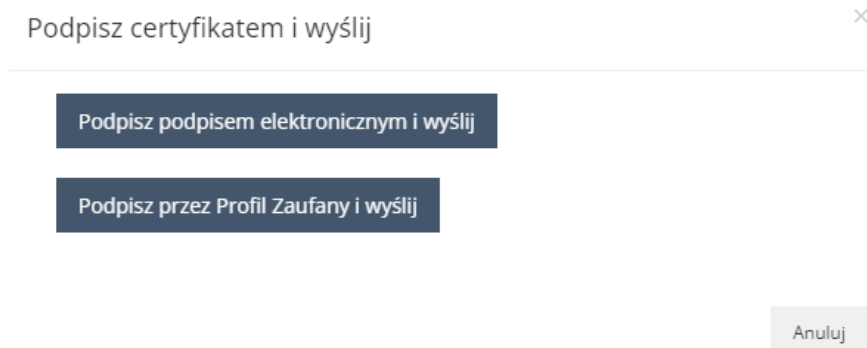 Podpisz certyfikatem i wyślij
Podpisz podpisem elektronicznym i wyślij
Podpisz przez Profil Zaufany i wyślij
Anuluj